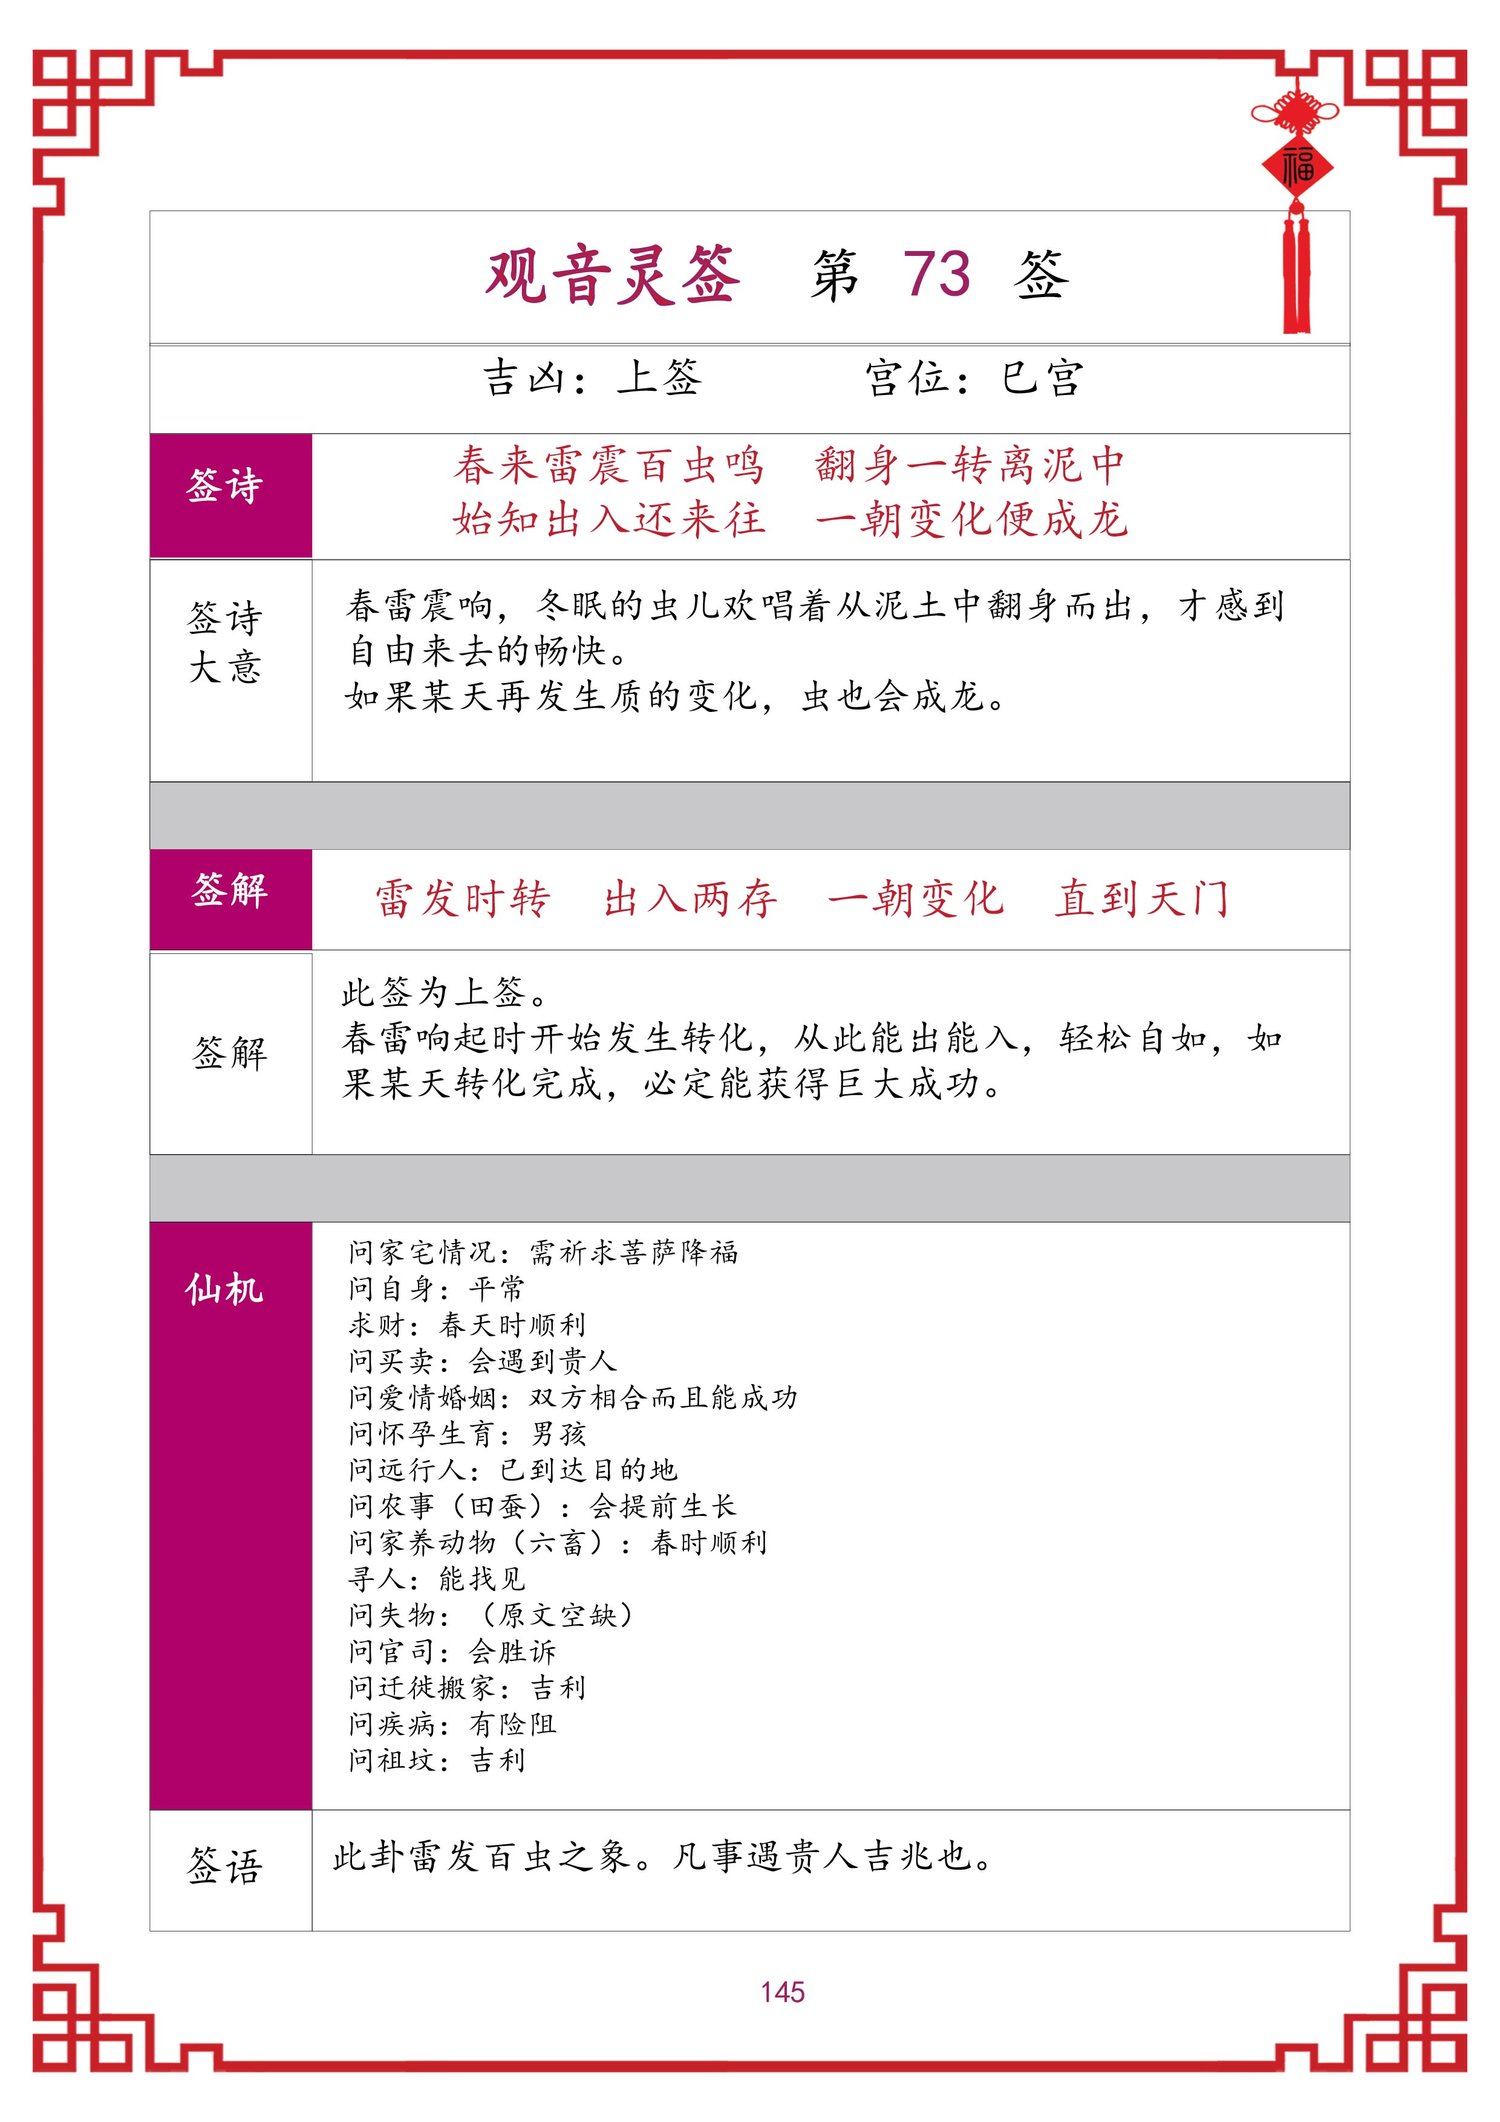 福
观音灵签 第 73 签
吉凶：上签 宫位：巳宫
签诗
春来雷震百虫鸣 翻身一转离泥中
始知出入还来往 一朝变化便成龙
签诗
大意
春雷震响，冬眠的虫儿欢唱着从泥土中翻身而出，才感到
自由来去的畅快。
如果某天再发生质的变化，虫也会成龙。
签解
雷发时转 出入两存 一朝变化 直到天门
签解
此签为上签。
春雷响起时开始发生转化，从此能出能入，轻松自如，如
果某天转化完成，必定能获得巨大成功。
仙机
问家宅情况：需祈求菩萨降福
问自身：平常
求财：春天时顺利
问买卖：会遇到贵人
问爱情婚姻：双方相合而且能成功
问怀孕生育：男孩
问远行人：已到达目的地
问农事（田蚕）：会提前生长
问家养动物（六畜）：春时顺利
寻人：能找见
问失物：（原文空缺）
问官司：会胜诉
问迁徙搬家：吉利
问疾病：有险阻
问祖坟：吉利
签语
此卦雷发百虫之象。凡事遇贵人吉兆也。
145